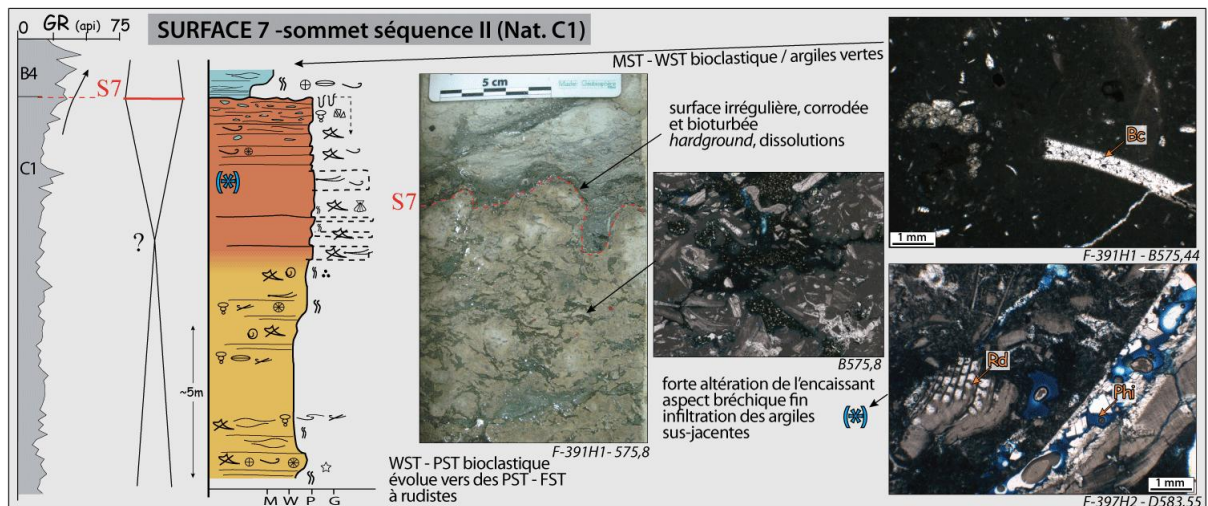 0 GR (api) 75
SURFACE 7 -sommet séquence II (Nat. C1)
B4
S7
C1
?
~5m
M W P G
MST - WST bioclastique / argiles vertes
5 cm
surface irrégulière, corrodée
et bioturbée
hardground, dissolutions
S7
F-391H1- 575,8
WST - PST bioclastique
évolue vers des PST - FST
à rudistes
B575,8
forte altération de l'encaissant
aspect bréchique fin
infiltration des argiles
sus-jacentes
Bc
1 mm
F-391H1 - B575,44
Rd
Phi
1 mm
F-397H2 - D583,55